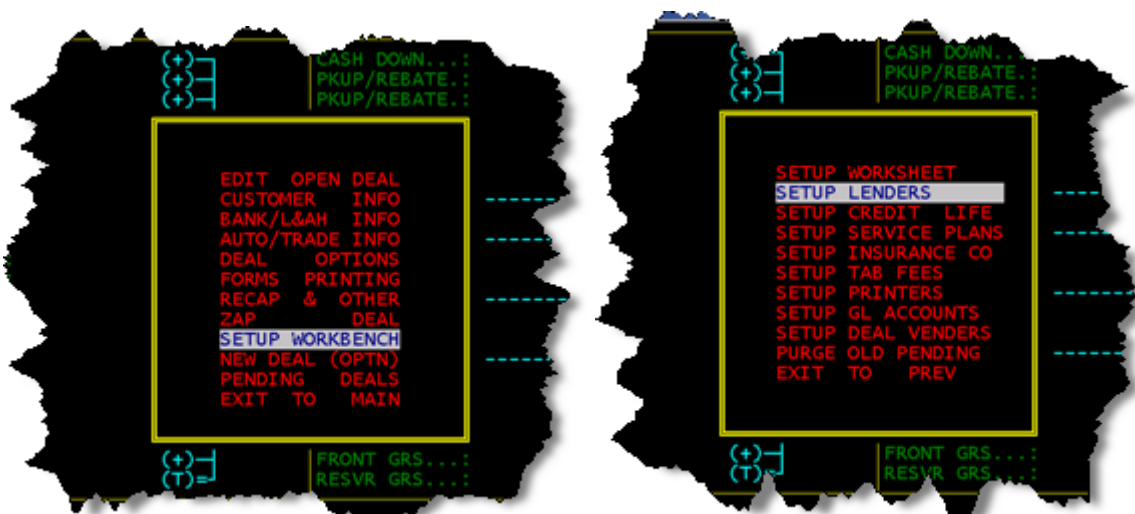 (+) CASH DOWN...:
(+) PKUP/REBATE.:
(+) PKUP/REBATE.:
EDIT OPEN DEAL
CUSTOMER INFO
BANK/L&AH INFO
AUTO/TRADE INFO
DEAL OPTIONS
FORMS PRINTING
RECAP & OTHER
ZAP DEAL
SETUP WORKBENCH
NEW DEAL (OPTN)
PENDING DEALS
EXIT TO MAIN
(+) FRONT GRS...:
(T)= RESVR GRS...:
(+) CASH DOWN...
(+) PKUP/REBATE.:
(+) PKUP/REBATE.:
SETUP WORKSHEET
SETUP LENDERS
SETUP CREDIT LIFE
SETUP SERVICE PLANS
SETUP INSURANCE CO
SETUP TAB FEES
SETUP PRINTERS
SETUP GL ACCOUNTS
SETUP DEAL VENDERS
PURGE OLD PENDING
EXIT TO PREV
(+) FRONT GRS...:
(T)= RESVR GRS...: